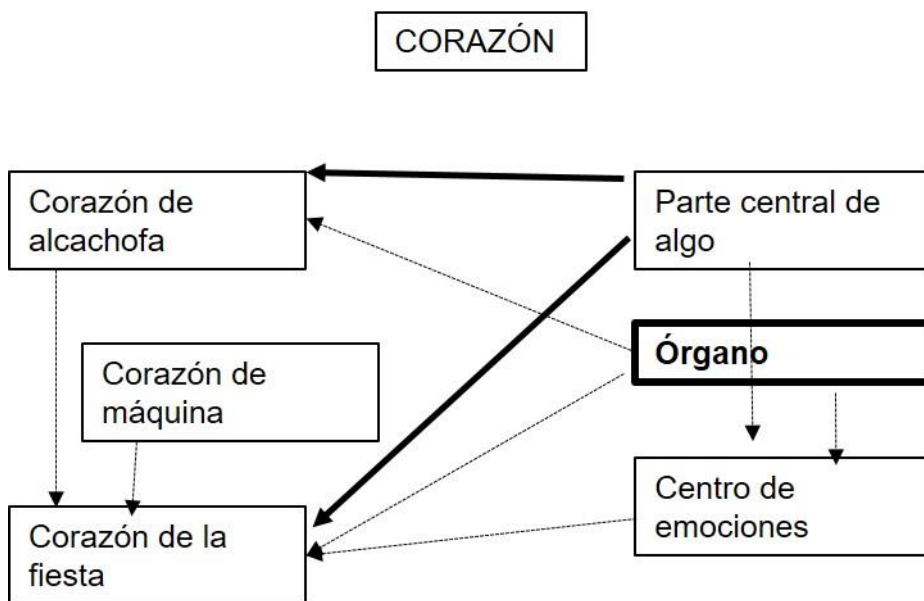 CORAZÓN
Corazón de
alcachofa
Parte central de
algo
Órgano
Corazón de
máquina
Centro de
emociones
Corazón de la
fiesta